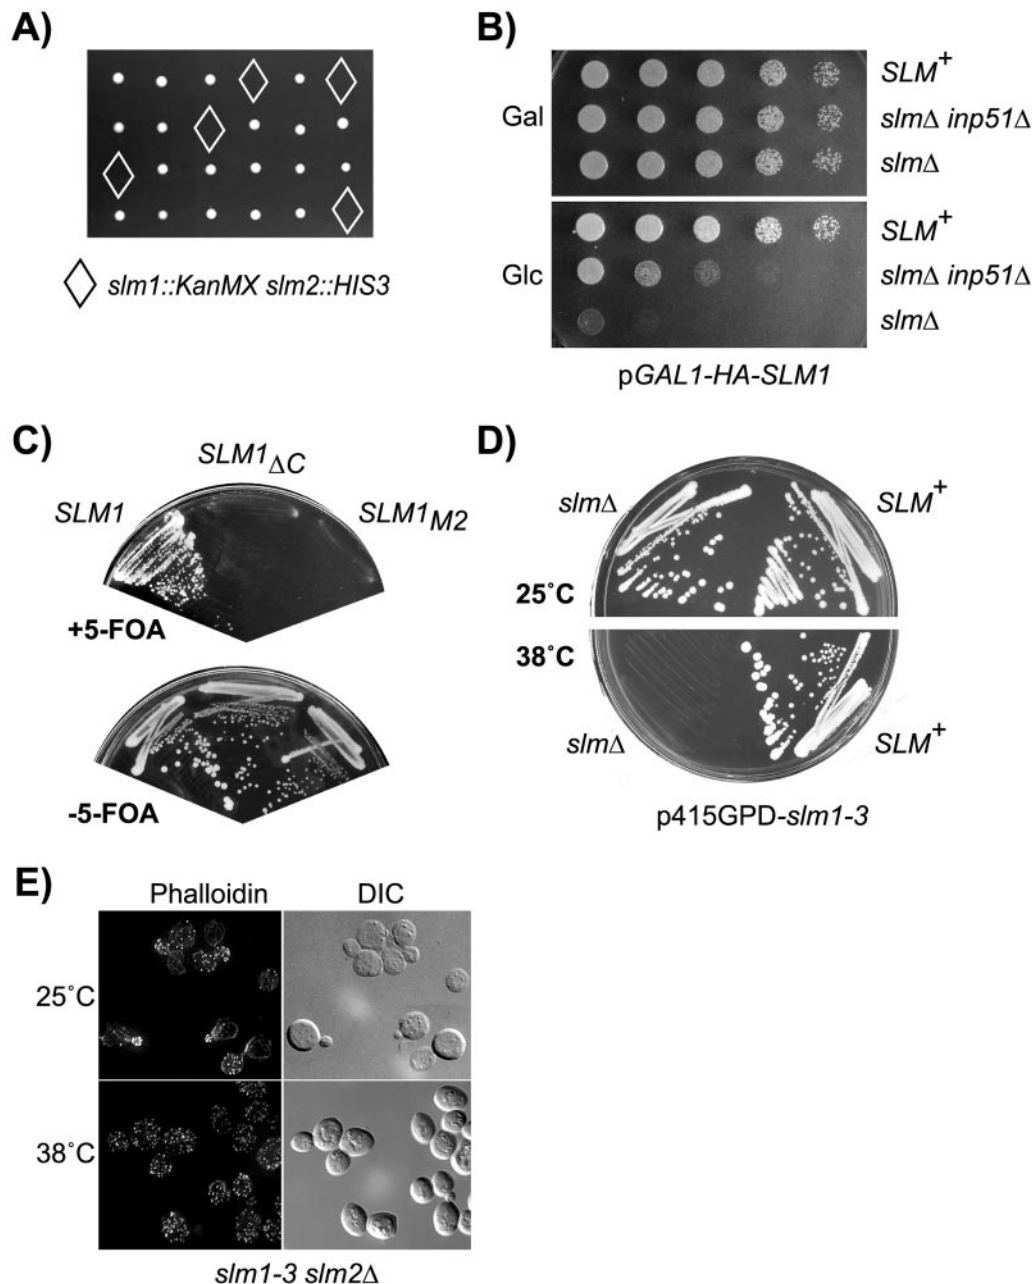 A)
slm1::KanMX slm2::HIS3
B)
Gal
SLM+
slmΔ inp51Δ
slmΔ
Glc
SLM+
slmΔ inp51Δ
slmΔ
pGAL1-HA-SLM1
C)
SLM1
SLM1ΔC
SLM1M2
+5-FOA
-5-FOA
D)
slmΔ
SLM+
25˚C
38˚C
slmΔ
SLM+
p415GPD-slm1-3
E)
Phalloidin DIC
25˚C
38˚C
slm1-3 slm2Δ